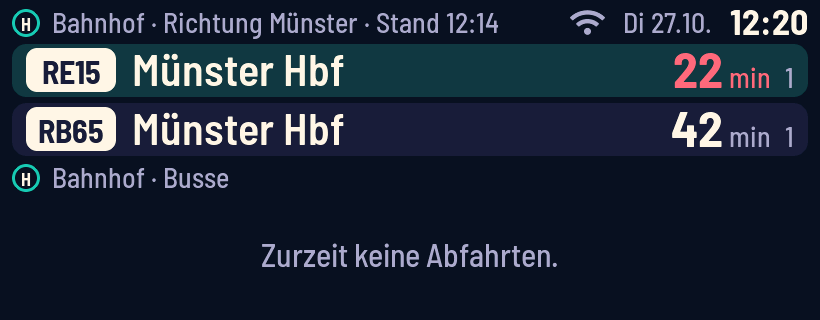 H Bahnhof · Richtung Münster · Stand 12:14 Di 27.10. 12:20
RE15 Münster Hbf 22 min 1
RB65 Münster Hbf 42 min 1
H Bahnhof · Busse
Zurzeit keine Abfahrten.